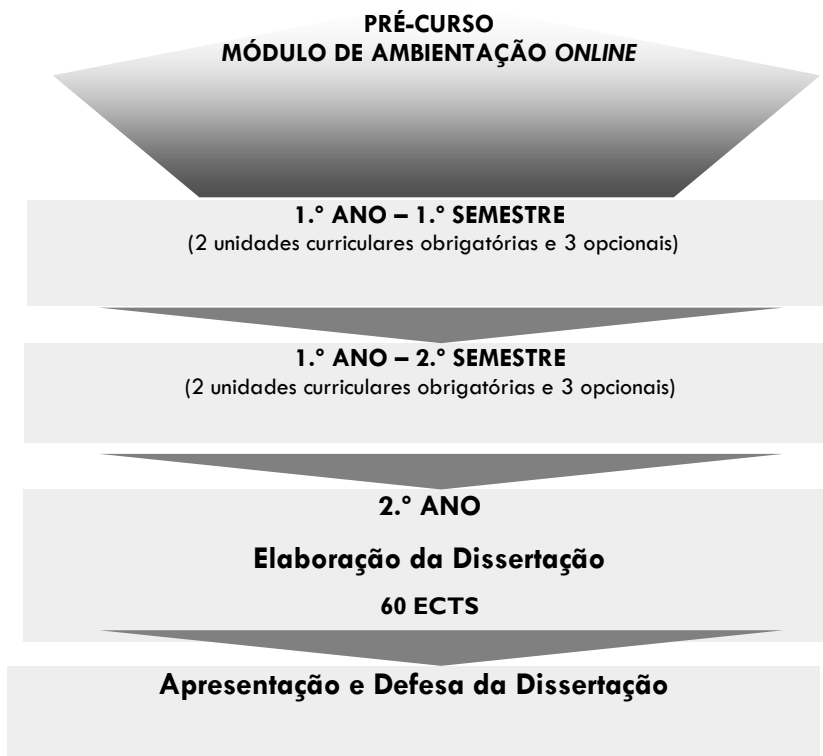 PRÉ-CURSO
MÓDULO DE AMBIENTAÇÃO ONLINE
1.º ANO – 1.º SEMESTRE
(2 unidades curriculares obrigatórias e 3 opcionais)
1.º ANO – 2.º SEMESTRE
(2 unidades curriculares obrigatórias e 3 opcionais)
2.º ANO
Elaboração da Dissertação
60 ECTS
Apresentação e Defesa da Dissertação